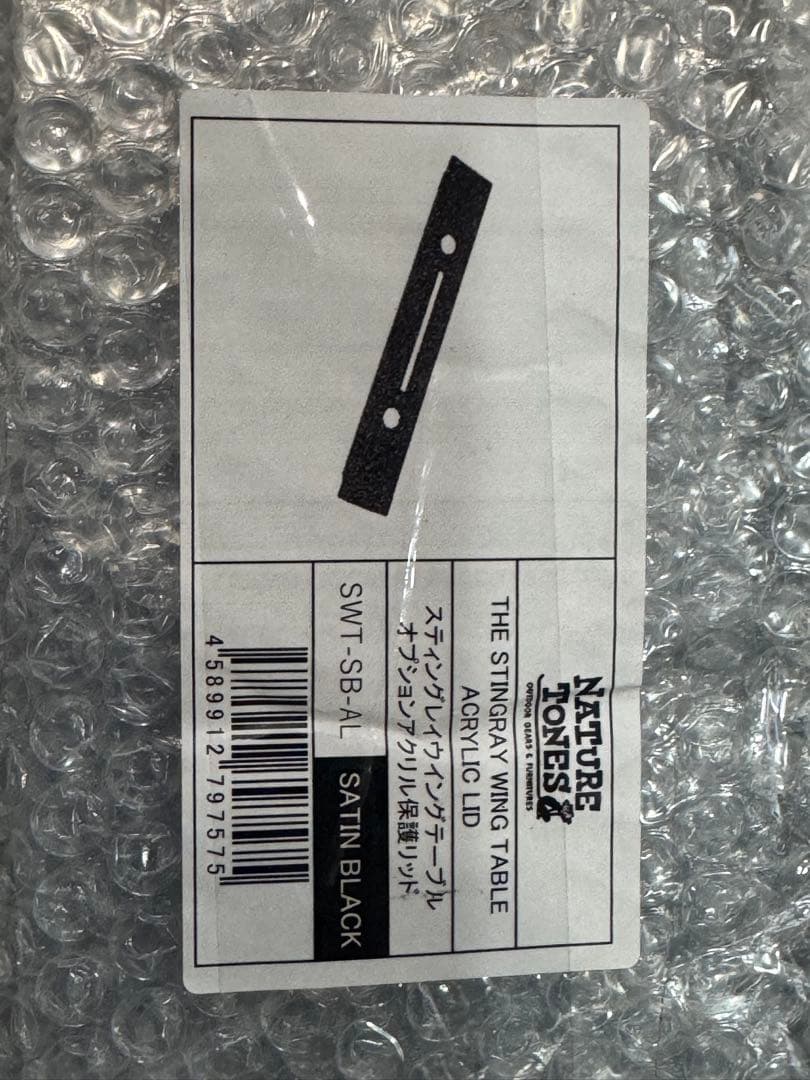 NATURE
TONES
OUTDOOR GEARS & FURNITURES
THE STINGRAY WING TABLE
ACRYLIC LID
スティングレイウイングテーブル
オプションアクリル保護リッド
SWT-SB-AL
SATIN BLACK
4 589912 797575